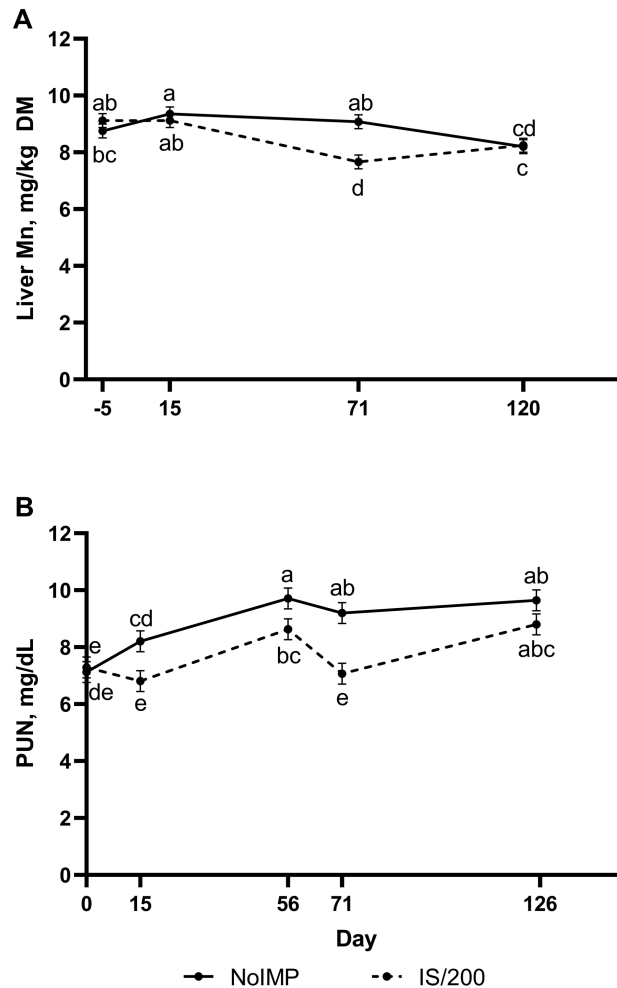 A
12
10
8
6
4
2
0
Liver Mn, mg/kg DM
ab
a
ab
cd
bc
ab
d
c
-5
15
71
120
B
12
10
8
6
4
2
0
PUN, mg/dL
e
cd
a
ab
ab
de
e
bc
e
abc
0
15
56
71
126
Day
NoIMP
IS/200